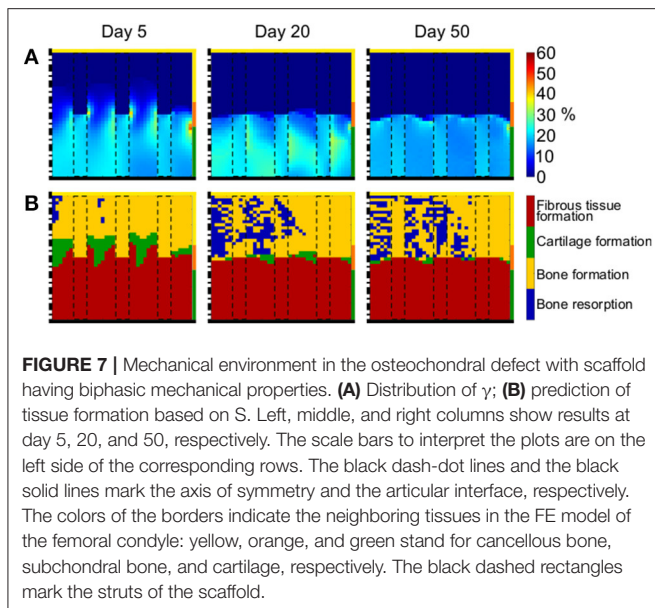 Day 5 Day 20 Day 50
A
60
50
40
30 %
20
10
0
B
Fibrous tissue
formation
Cartilage formation
Bone formation
Bone resorption
FIGURE 7 | Mechanical environment in the osteochondral defect with scaffold
having biphasic mechanical properties. (A) Distribution of γ; (B) prediction of
tissue formation based on S. Left, middle, and right columns show results at
day 5, 20, and 50, respectively. The scale bars to interpret the plots are on the
left side of the corresponding rows. The black dash-dot lines and the black
solid lines mark the axis of symmetry and the articular interface, respectively.
The colors of the borders indicate the neighboring tissues in the FE model of
the femoral condyle: yellow, orange, and green stand for cancellous bone,
subchondral bone, and cartilage, respectively. The black dashed rectangles
mark the struts of the scaffold.